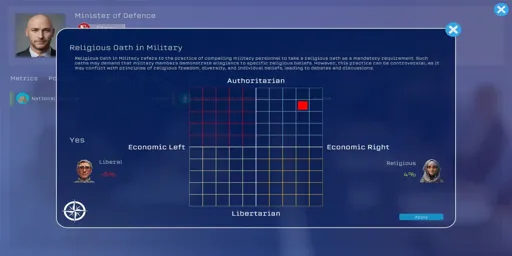 Minister of Defence
Religious Oath in Military
Religious Oath in Military refers to the practice of compelling military personnel to take a religious oath as a mandatory requirement. Such
oaths may demand that military members demonstrate allegiance to specific religious beliefs. However, this practice can be controversial, as it
may conflict with principles of religious freedom, diversity, and individual beliefs, leading to debates and discussions.
Authoritarian
Metrics
Yes
Economic Left
Economic Right
Liberal
Religious
4%
Libertarian